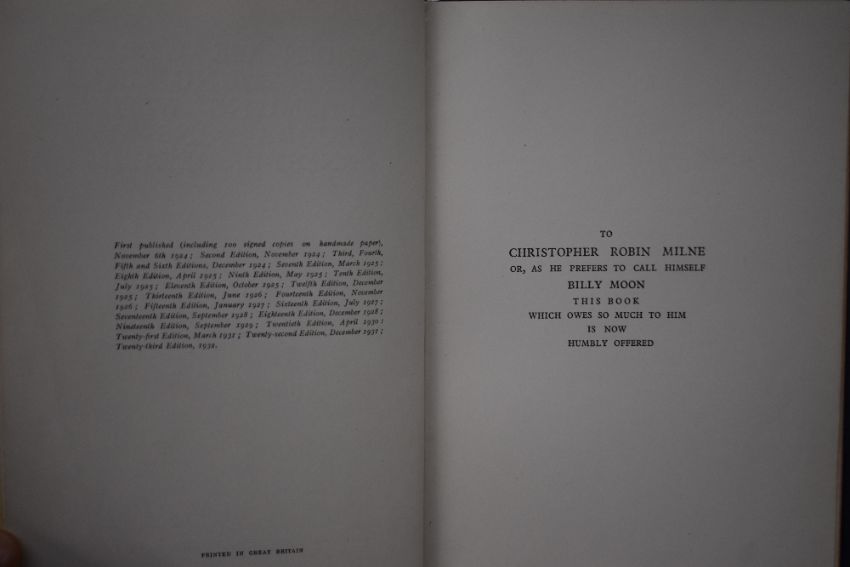 First published (including 100 signed copies on handmade paper),
November 6th 1924; Second Edition, November 1924; Third, Fourth,
Fifth and Sixth Editions, December 1924; Seventh Edition, March 1925;
Eighth Edition, April 1925; Ninth Edition, May 1925; Tenth Edition,
July 1925; Eleventh Edition, October 1925; Twelfth Edition, December
1925; Thirteenth Edition, June 1926; Fourteenth Edition, November
1926; Fifteenth Edition, January 1927; Sixteenth Edition, July 1927;
Seventeenth Edition, September 1928; Eighteenth Edition, December 1928;
Nineteenth Edition, September 1929; Twentieth Edition, April 1930;
Twenty-first Edition, March 1931; Twenty-second Edition, December 1931;
Twenty-third Edition, 1932.
PRINTED IN GREAT BRITAIN
TO
CHRISTOPHER ROBIN MILNE
OR, AS HE PREFERS TO CALL HIMSELF
BILLY MOON
THIS BOOK
WHICH OWES SO MUCH TO HIM
IS NOW
HUMBLY OFFERED